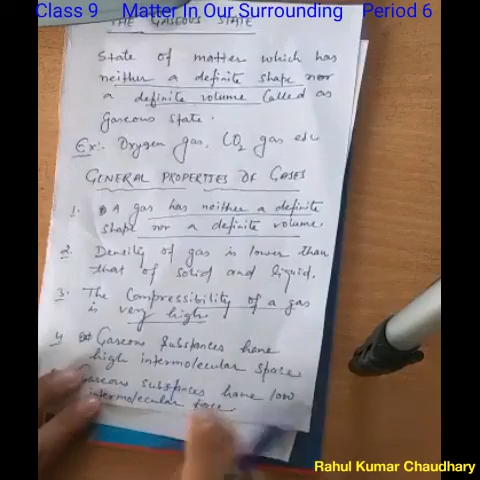 Class 9 Matter In Our Surrounding Period 6
THE GASEOUS STATE
State of matter which has
neither a definite shape nor
a definite volume called as
Gaseous state.
Ex:- Oxygen gas, CO2 gas etc
GENERAL PROPERTIES OF GASES
1. A gas has neither a definite
shape nor a definite volume.
2. Density of gas is lower than
that of solid and liquid.
3. The Compressibility of a gas
is very high.
4 Gaseous Substances have
high intermolecular space
Gaseous substances have low
intermolecular force.
Rahul Kumar Chaudhary